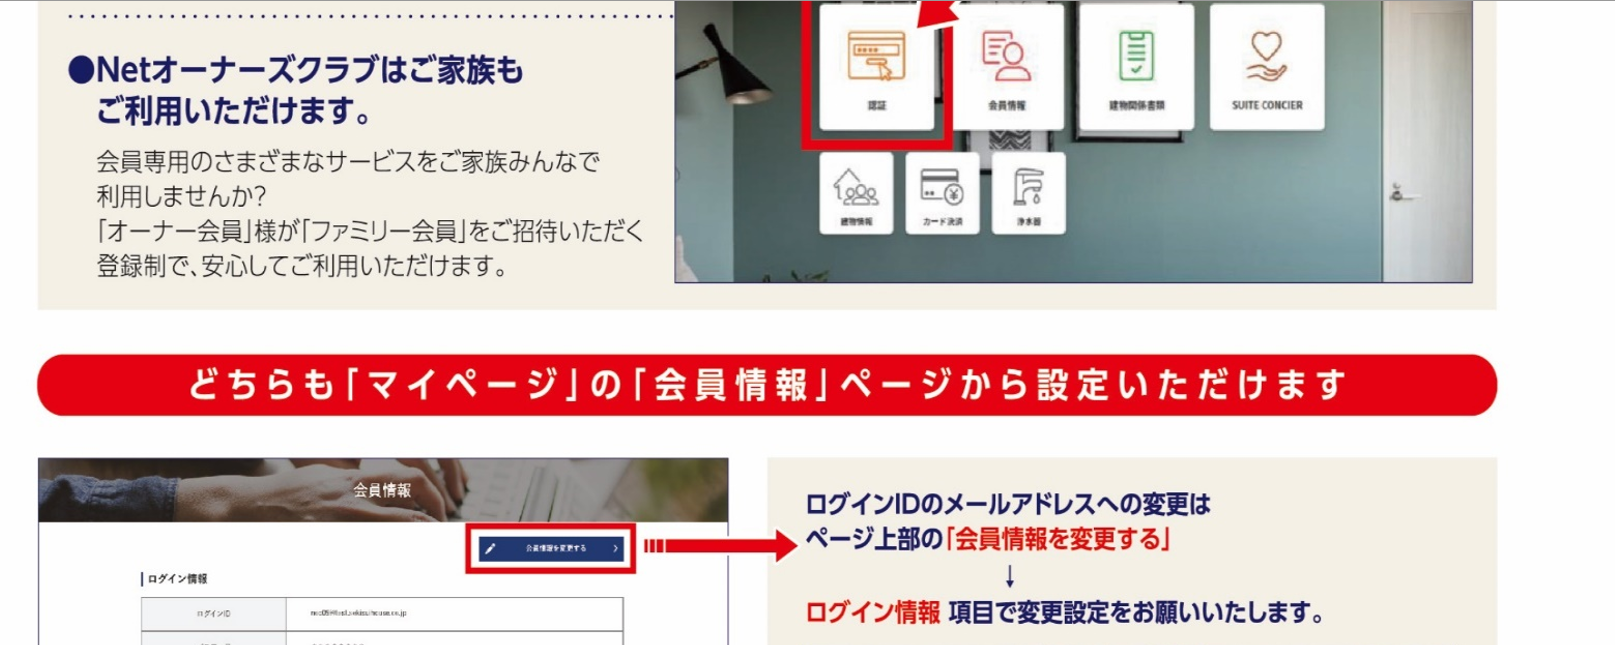 ●Netオーナーズクラブはご家族も
ご利用いただけます。
会員専用のさまざまなサービスをご家族みんなで
利用しませんか?
「オーナー会員」様が「ファミリー会員」をご招待いただく
登録制で、安心してご利用いただけます。
認証
会員情報
建物関係書類
SUITE CONCIER
建物情報
カード決済
浄水器
どちらも「マイページ」の「会員情報」ページから設定いただけます
会員情報
会員情報を変更する
ログイン情報
ログインID
ログインIDのメールアドレスへの変更は
ページ上部の「会員情報を変更する」
↓
ログイン情報 項目で変更設定をお願いいたします。